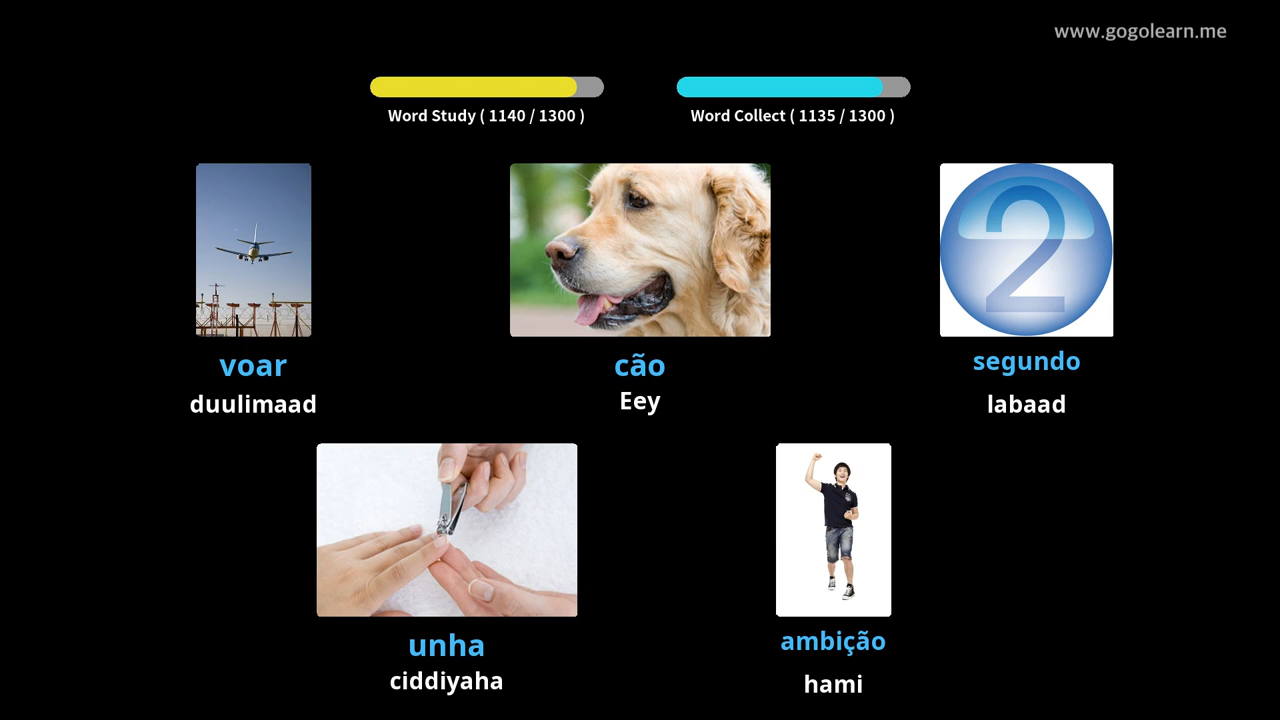 www.gogolearn.me
Word Study ( 1140 / 1300 )
Word Collect ( 1135 / 1300 )
2
voar
duulimaad
cão
Eey
segundo
labaad
unha
ciddiyaha
ambição
hami